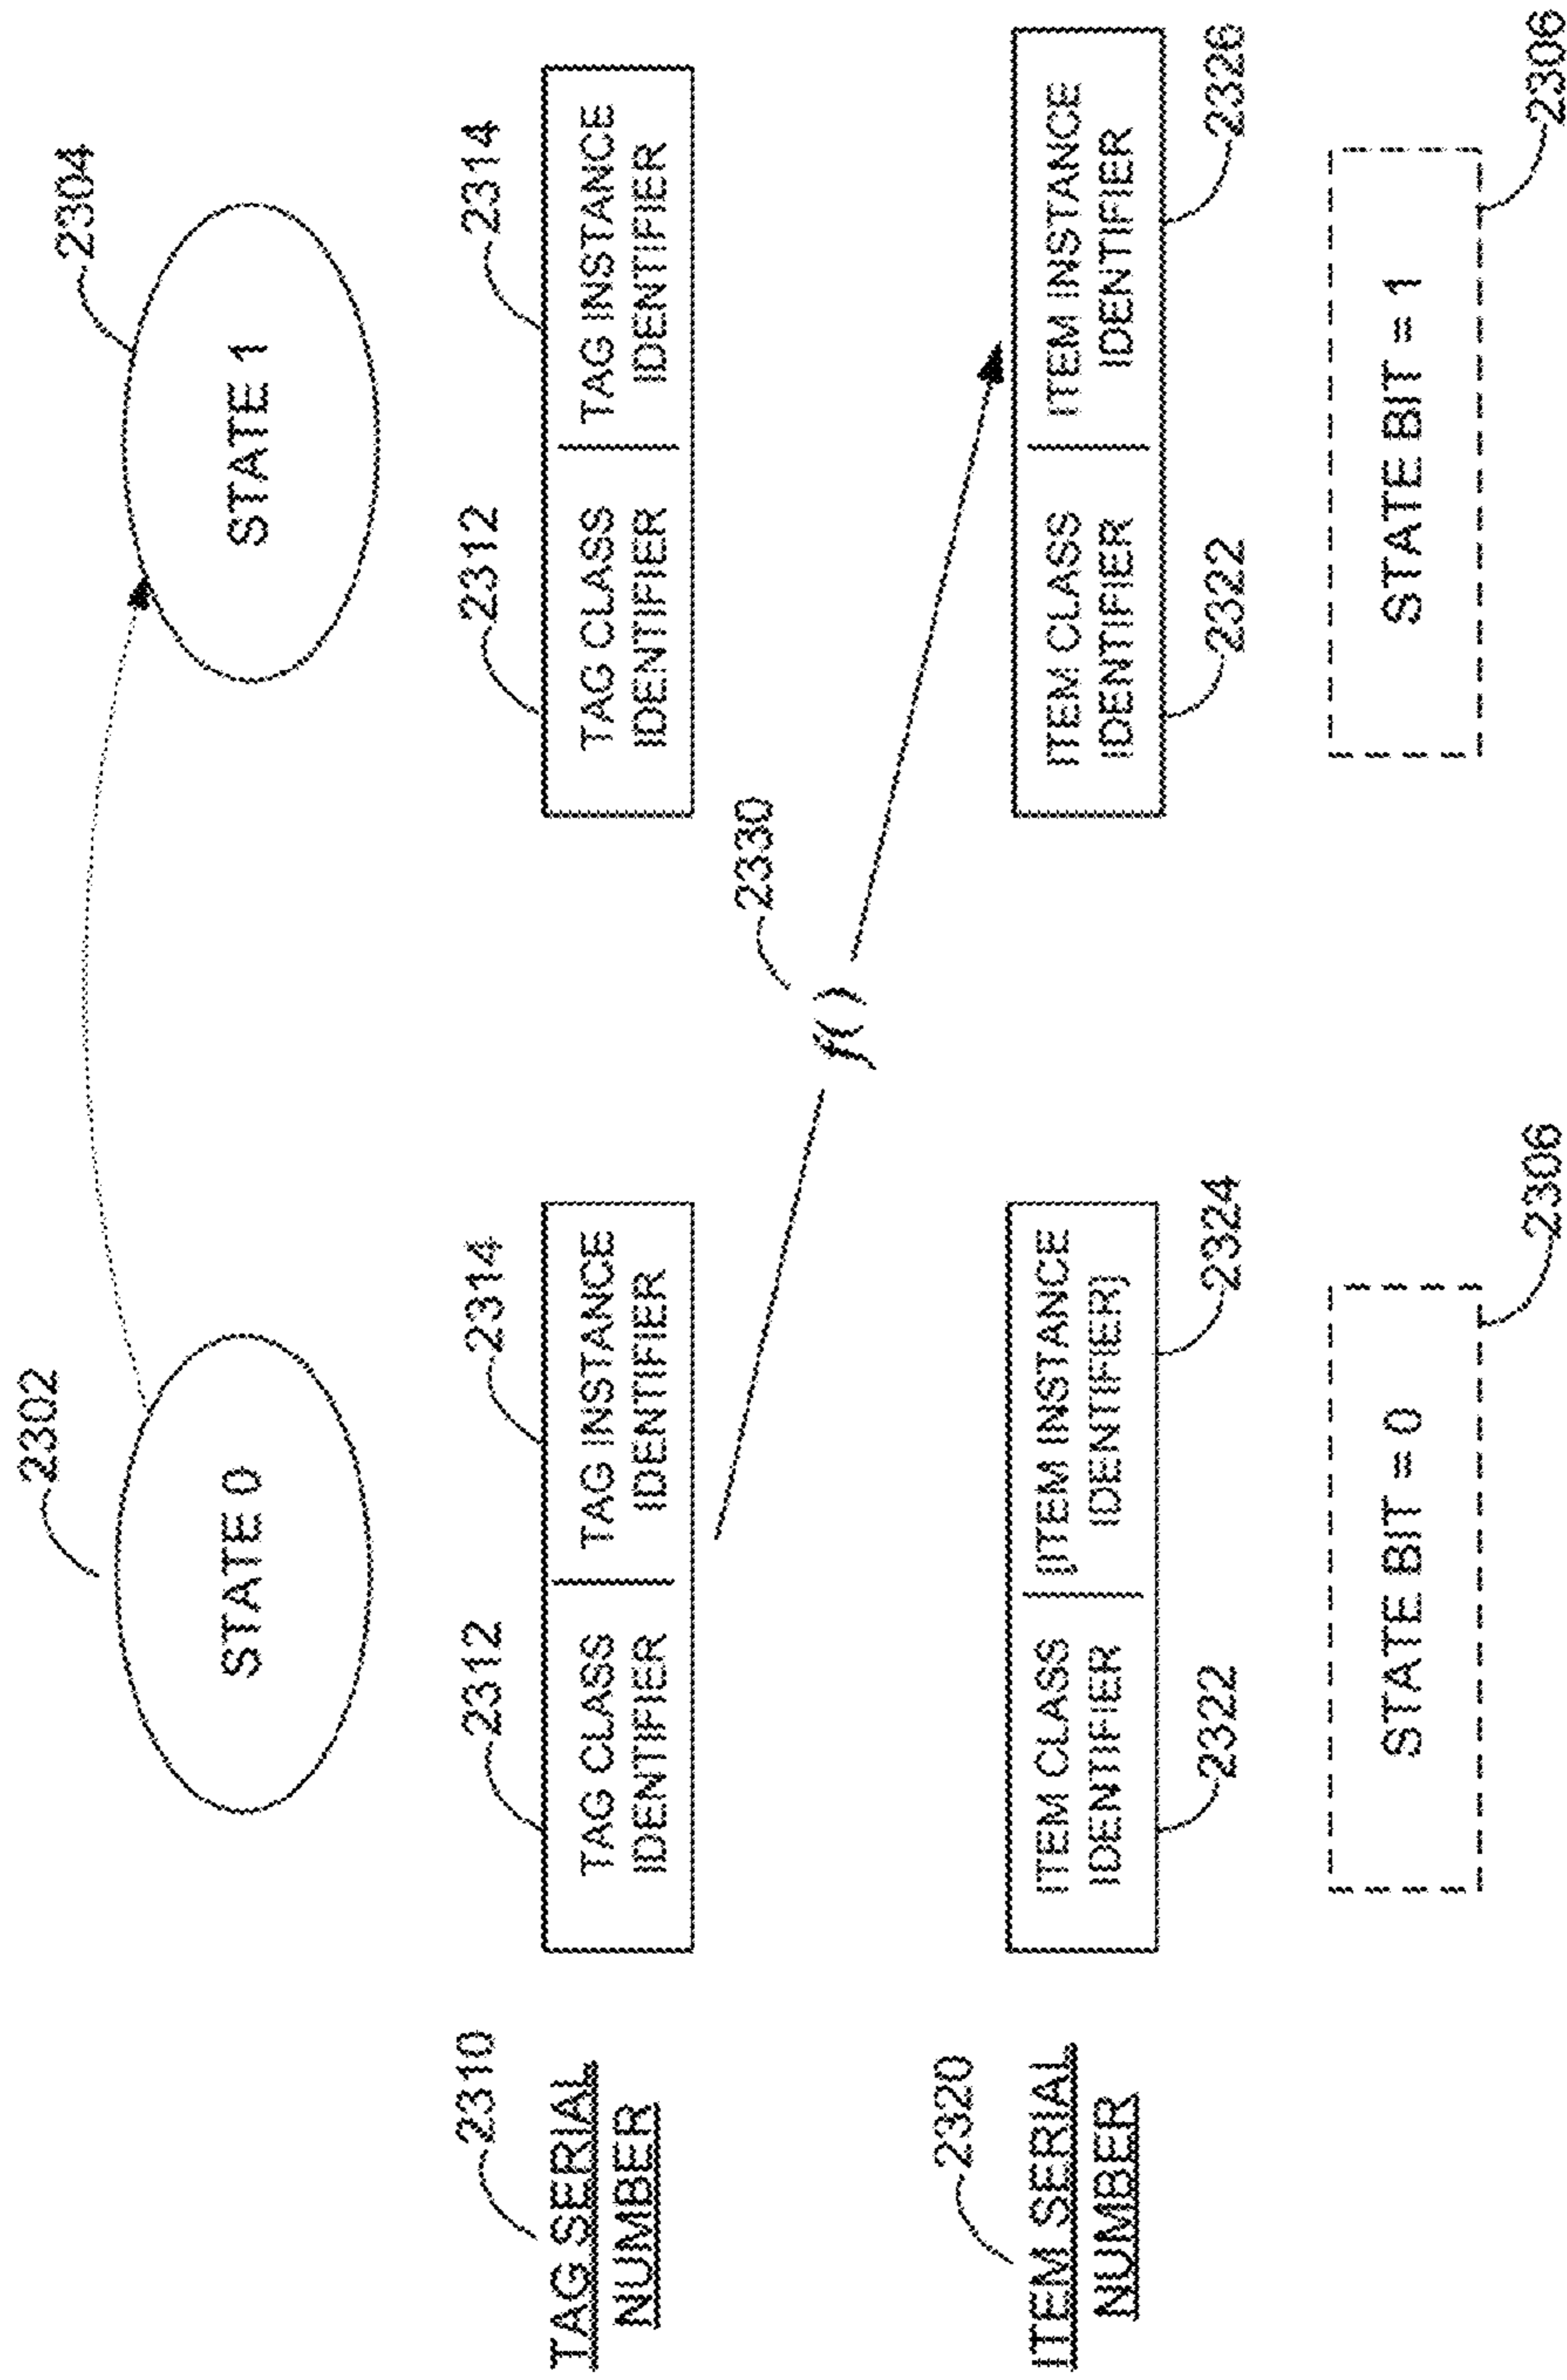 2302
2304
STATE 0
STATE 1
2310
2312
2314
2312
2314
TAG SERIAL
NUMBER
TAG CLASS
IDENTIFIER
TAG INSTANCE
IDENTIFIER
TAG CLASS
IDENTIFIER
TAG INSTANCE
IDENTIFIER
2330
f( )
2320
ITEM SERIAL
NUMBER
ITEM CLASS
IDENTIFIER
[ITEM INSTANCE
IDENTIFIER]
ITEM CLASS
IDENTIFIER
ITEM INSTANCE
IDENTIFIER
2322
2324
2322
2326
STATE BIT = 0
STATE BIT = 1
2306
2306